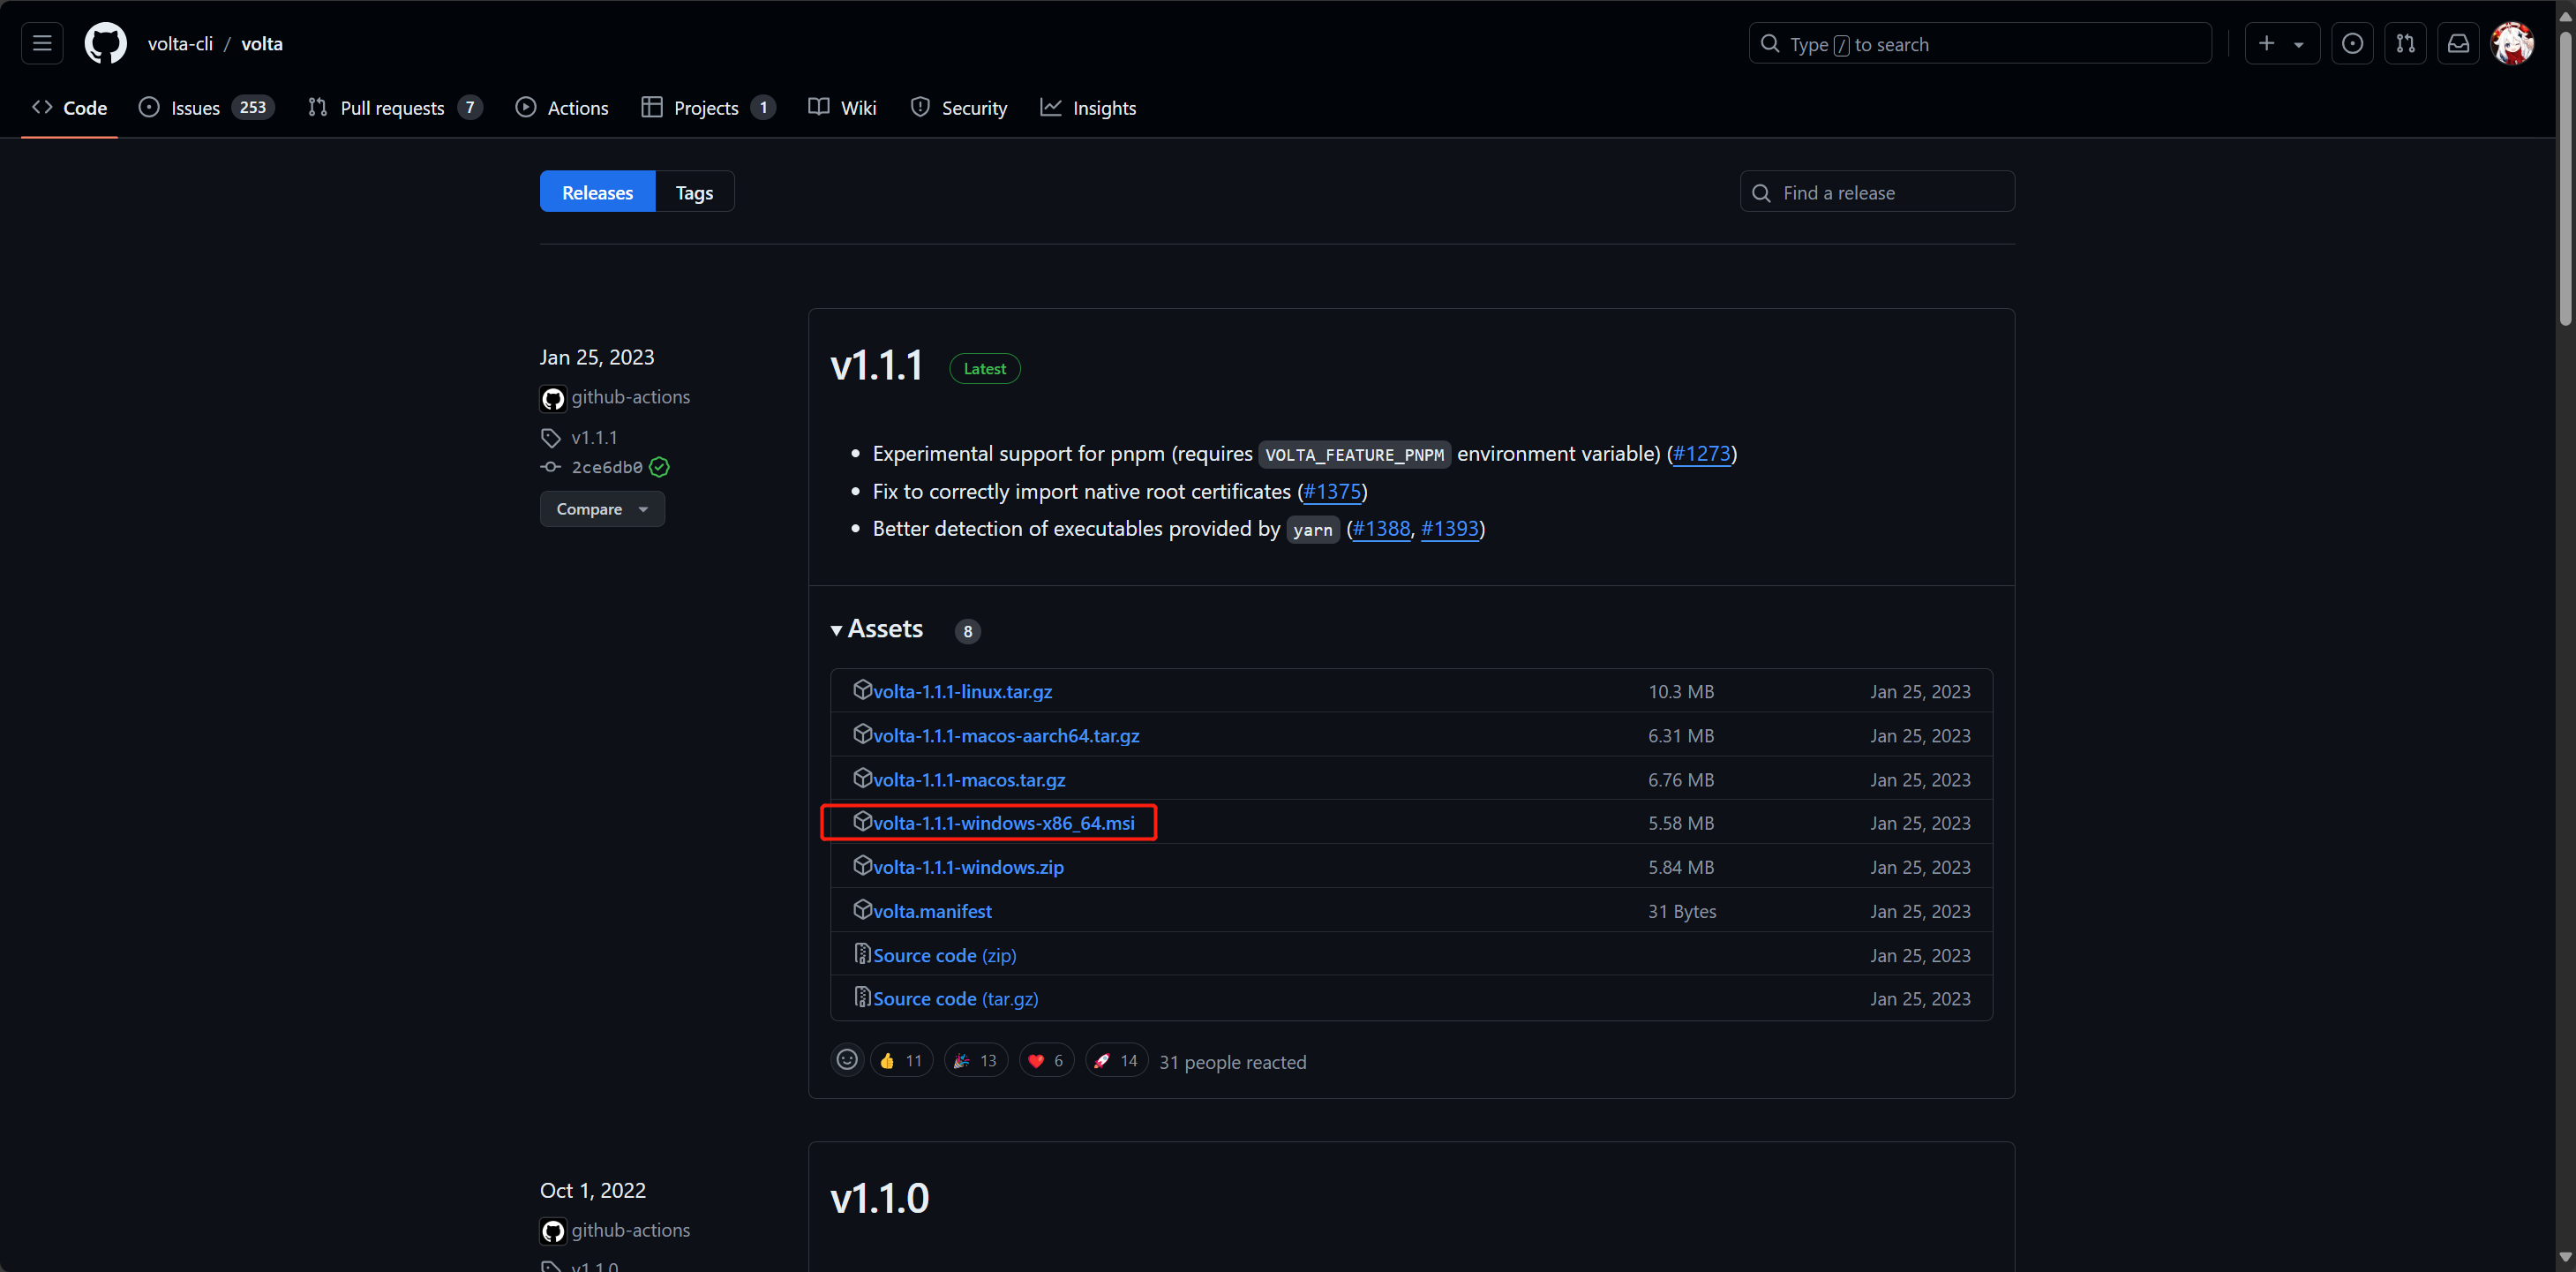 volta-cli / volta
Type / to search
Code
Issues 253
Pull requests 7
Actions
Projects 1
Wiki
Security
Insights
Releases
Tags
Find a release
Jan 25, 2023
github-actions
v1.1.1
2ce6db0
Compare
v1.1.1 Latest
Experimental support for pnpm (requires VOLTA_FEATURE_PNPM environment variable) (#1273)
Fix to correctly import native root certificates (#1375)
Better detection of executables provided by yarn (#1388, #1393)
Assets 8
volta-1.1.1-linux.tar.gz 10.3 MB Jan 25, 2023
volta-1.1.1-macos-aarch64.tar.gz 6.31 MB Jan 25, 2023
volta-1.1.1-macos.tar.gz 6.76 MB Jan 25, 2023
volta-1.1.1-windows-x86_64.msi 5.58 MB Jan 25, 2023
volta-1.1.1-windows.zip 5.84 MB Jan 25, 2023
volta.manifest 31 Bytes Jan 25, 2023
Source code (zip) Jan 25, 2023
Source code (tar.gz) Jan 25, 2023
11 13 6 14 31 people reacted
Oct 1, 2022
github-actions
v1.1.0
v1.1.0